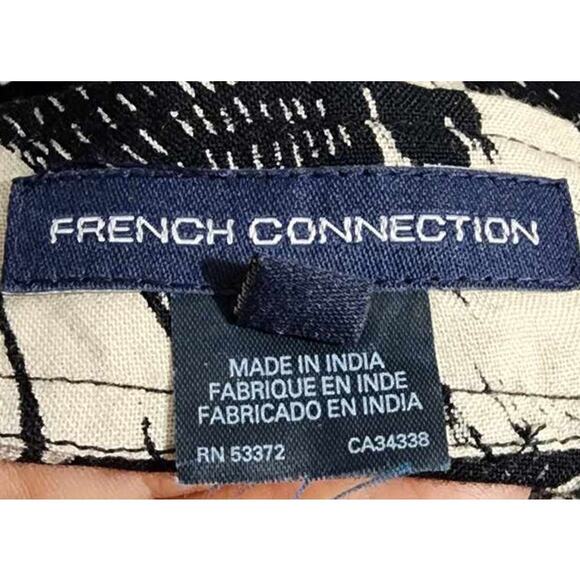 FRENCH CONNECTION
MADE IN INDIA
FABRIQUE EN INDE
FABRICADO EN INDIA
RN 53372 CA34338